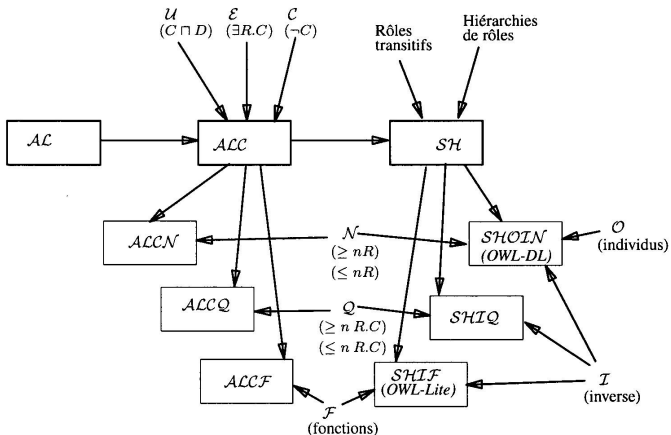 𝒰 ℰ 𝒞
(C ⊓ D) (∃R.C) (¬C)
Rôles
transitifs
Hiérarchies
de rôles
𝒜ℒ
𝒜ℒ𝒞
𝒮ℋ
𝒜ℒ𝒞𝒩
𝒩
(≥ nR)
(≤ nR)
𝒮ℋ𝒪ℐ𝒩
(OWL-DL)
𝒪
(individus)
𝒜ℒ𝒞𝒬
𝒬
(≥ n R.C)
(≤ n R.C)
𝒮ℋℐ𝒬
𝒜ℒ𝒞ℱ
ℱ
(fonctions)
𝒮ℋℐℱ
(OWL-Lite)
ℐ
(inverse)